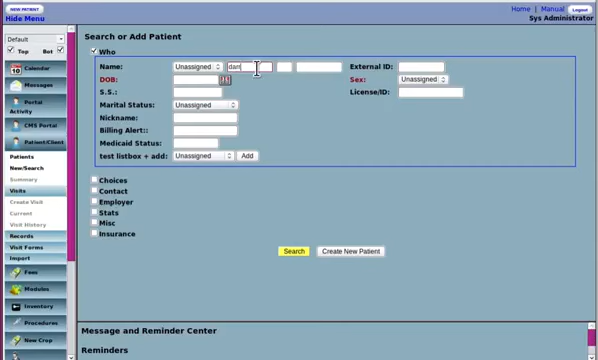 NEW PATIENT
Hide Menu
Home | Manual Logout
Sys Administrator
Default
Top Bot
Calendar
Messages
Portal
Activity
CMS Portal
Patient/Client
Patients
New/Search
Summary
Visits
Create Visit
Current
Visit History
Records
Visit Forms
Import
Fees
Modules
Inventory
Procedures
New Crop
Search or Add Patient
Who
Name: Unassigned dan External ID:
DOB: Sex: Unassigned
S.S.: License/ID:
Marital Status: Unassigned
Nickname:
Billing Alert::
Medicaid Status:
test listbox + add: Unassigned Add
Choices
Contact
Employer
Stats
Misc
Insurance
Search Create New Patient
Message and Reminder Center
Reminders